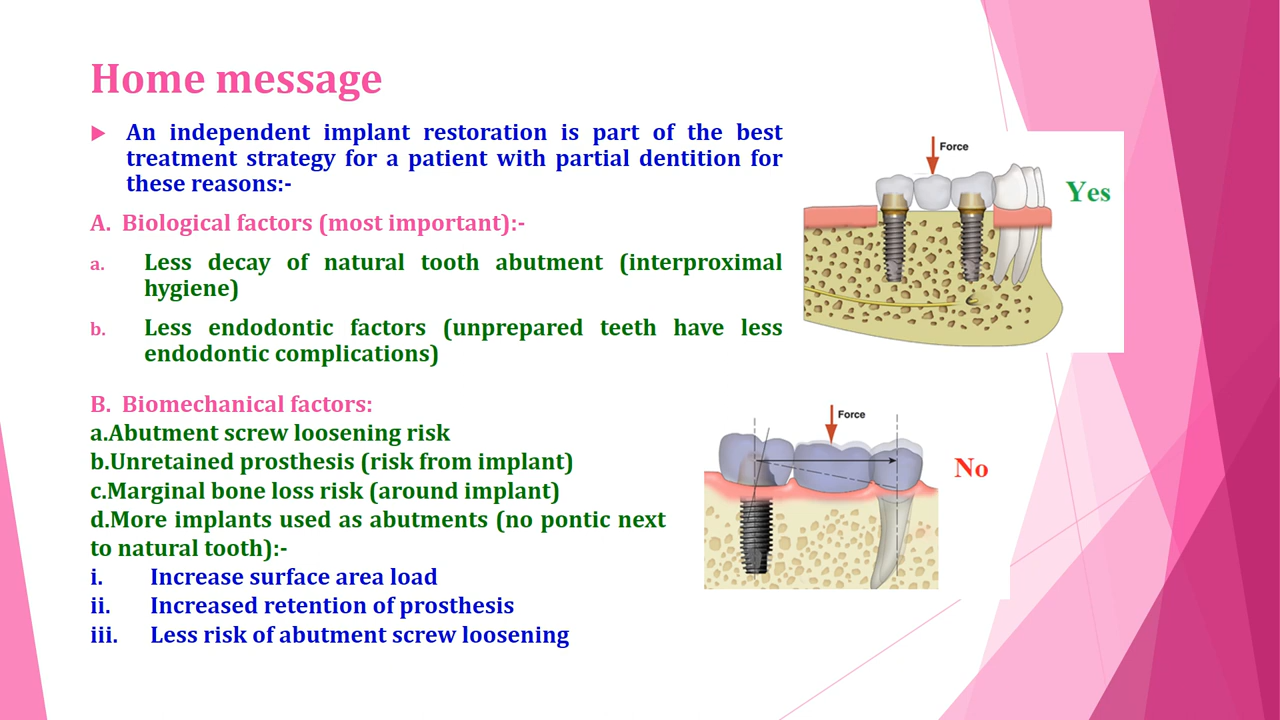 Home message
An independent implant restoration is part of the best
treatment strategy for a patient with partial dentition for
these reasons:-
A. Biological factors (most important):-
a. Less decay of natural tooth abutment (interproximal
hygiene)
b. Less endodontic factors (unprepared teeth have less
endodontic complications)
B. Biomechanical factors:
a.Abutment screw loosening risk
b.Unretained prosthesis (risk from implant)
c.Marginal bone loss risk (around implant)
d.More implants used as abutments (no pontic next
to natural tooth):-
i. Increase surface area load
ii. Increased retention of prosthesis
iii. Less risk of abutment screw loosening
Force
Yes
Force
No